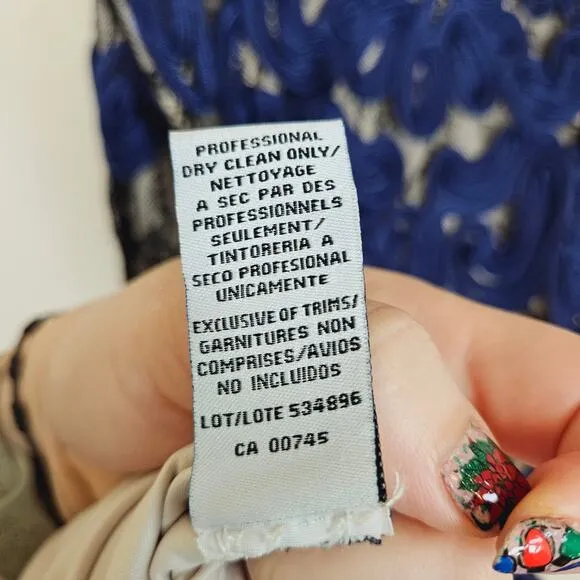 PROFESSIONAL
DRY CLEAN ONLY/
NETTOYAGE
A SEC PAR DES
PROFESSIONNELS
SEULEMENT/
TINTORERIA A
SECO PROFESIONAL
UNICAMENTE
EXCLUSIVE OF TRIMS/
GARNITURES NON
COMPRISES/AVIOS
NO INCLUIDOS
LOT/LOTE 534896
CA 00745